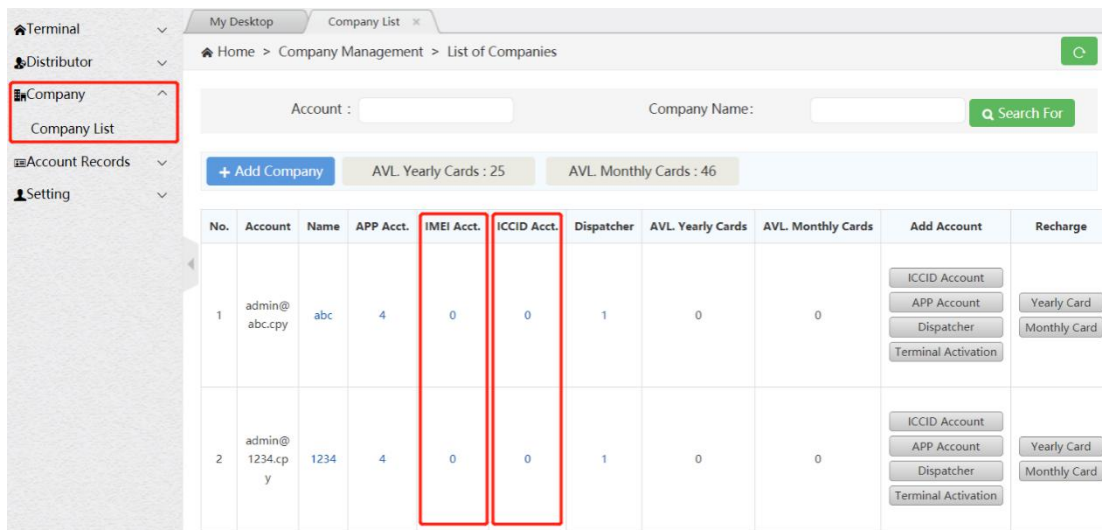 Terminal
Distributor
Company
Company List
Account Records
Setting
My Desktop
Company List ×
Home > Company Management > List of Companies
Account :
Company Name:
Search For
+ Add Company
AVL. Yearly Cards : 25
AVL. Monthly Cards : 46
No. Account Name APP Acct. IMEI Acct. ICCID Acct. Dispatcher AVL. Yearly Cards AVL. Monthly Cards Add Account Recharge
1
admin@
abc.cpy
abc
4
0
0
1
0
0
ICCID Account
APP Account
Dispatcher
Terminal Activation
Yearly Card
Monthly Card
2
admin@
1234.cp
y
1234
4
0
0
1
0
0
ICCID Account
APP Account
Dispatcher
Terminal Activation
Yearly Card
Monthly Card